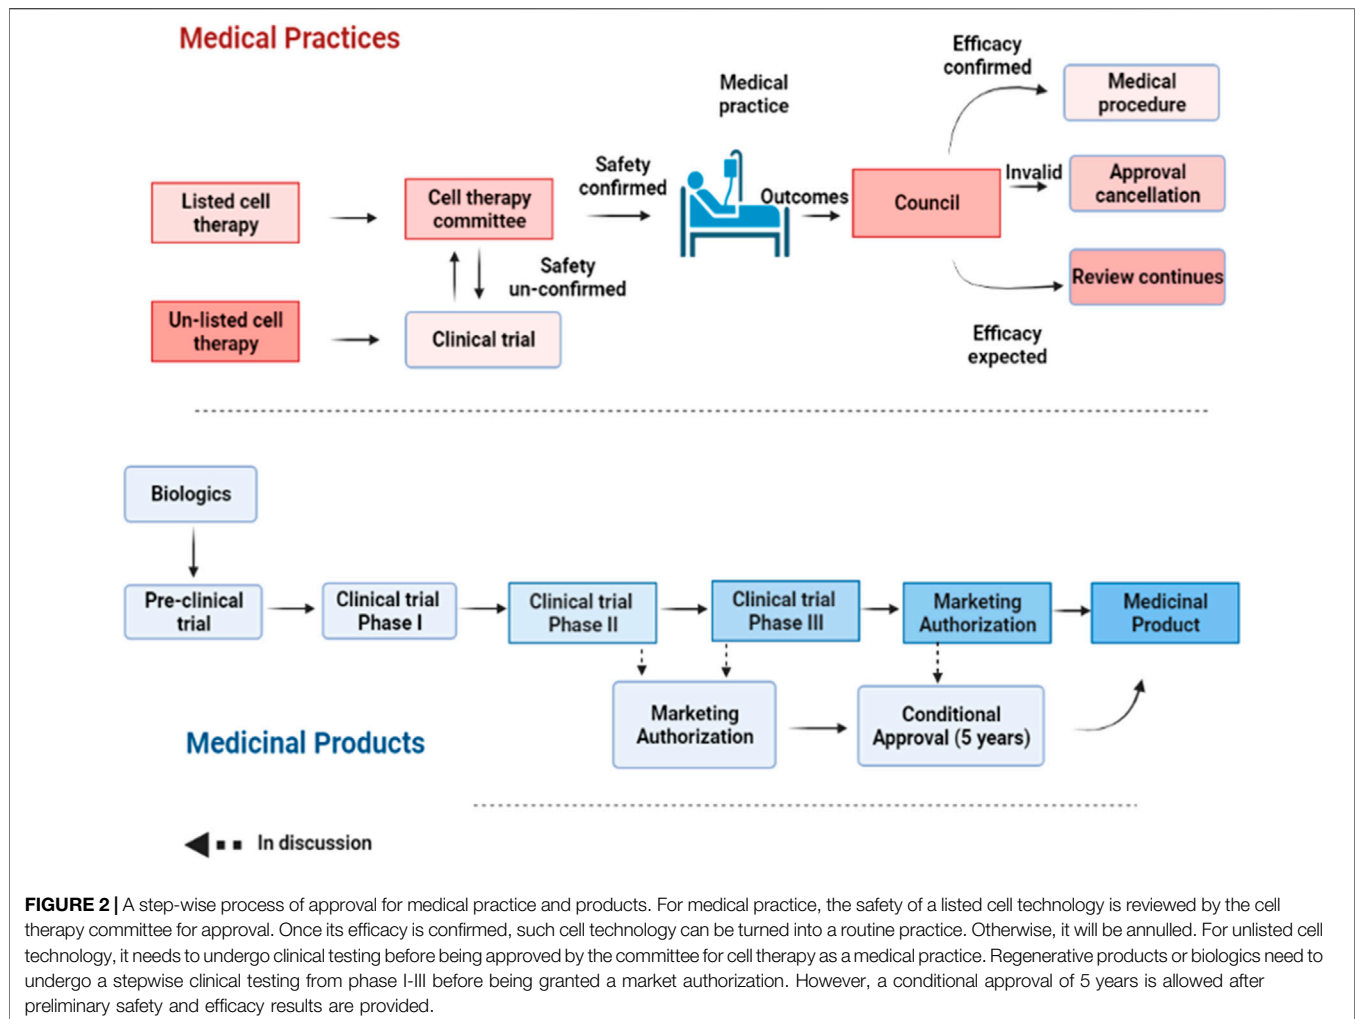 Medical Practices
Efficacy
confirmed
Medical
practice
Medical
procedure
Safety
confirmed
Listed cell
therapy
Cell therapy
committee
Outcomes
Council
Invalid
Approval
cancellation
Safety
un-confirmed
Review continues
Un-listed cell
therapy
Clinical trial
Efficacy
expected
Biologics
Pre-clinical
trial
Clinical trial
Phase I
Clinical trial
Phase II
Clinical trial
Phase III
Marketing
Authorization
Medicinal
Product
Marketing
Authorization
Conditional
Approval (5 years)
Medicinal Products
In discussion
FIGURE 2 | A step-wise process of approval for medical practice and products. For medical practice, the safety of a listed cell technology is reviewed by the cell
therapy committee for approval. Once its efficacy is confirmed, such cell technology can be turned into a routine practice. Otherwise, it will be annulled. For unlisted cell
technology, it needs to undergo clinical testing before being approved by the committee for cell therapy as a medical practice. Regenerative products or biologics need to
undergo a stepwise clinical testing from phase I-III before being granted a market authorization. However, a conditional approval of 5 years is allowed after
preliminary safety and efficacy results are provided.